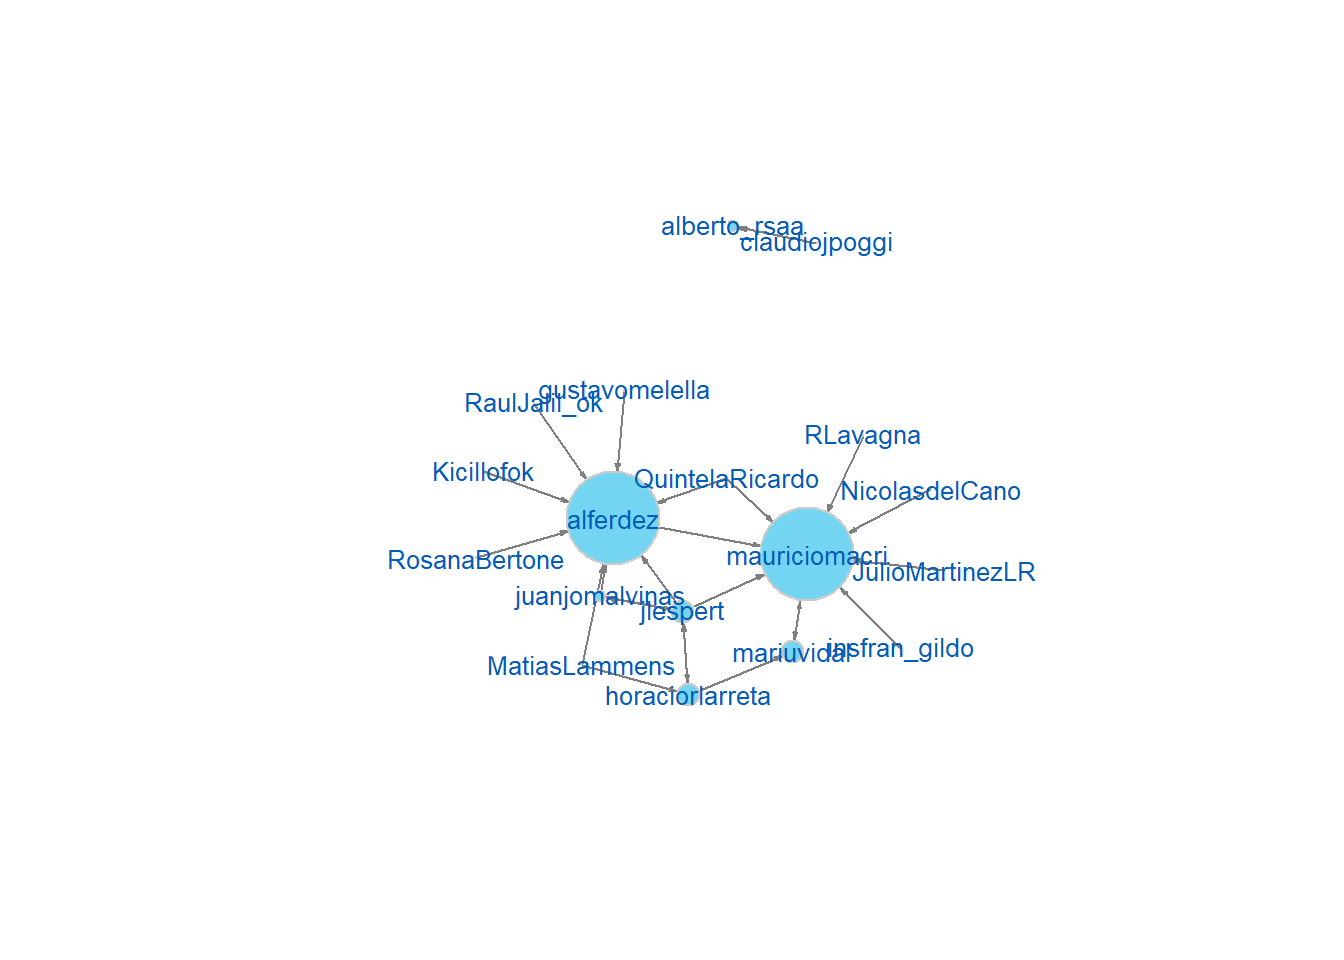 alberto_rsaa
claudiojpoggi
gustavomelella
RaulJalil_ok
RLavagna
Kicillofok
QuintelaRicardo
NicolasdelCano
alferdez
mauriciomacri
RosanaBertone
JulioMartinezLR
juanjomalvinas
jlespert
mariuvidal
insfran_gildo
MatiasLammens
horaciorlarreta